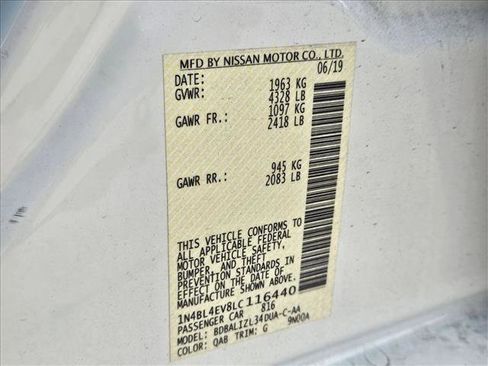 MFD BY NISSAN MOTOR CO., LTD.
DATE: 06/19
GVWR: 1963 KG
4328 LB
GAWR FR.: 1097 KG
2418 LB
GAWR RR.: 945 KG
2083 LB
THIS VEHICLE CONFORMS TO
ALL APPLICABLE FEDERAL
MOTOR VEHICLE SAFETY,
BUMPER, AND THEFT
PREVENTION STANDARDS IN
EFFECT ON THE DATE OF
MANUFACTURE SHOWN ABOVE.
1N4BL4EV8LC116440
PASSENGER CAR 816
MODEL: BDBALIZL34DUA-C-AA
COLOR: QAB TRIM: G 9N00A